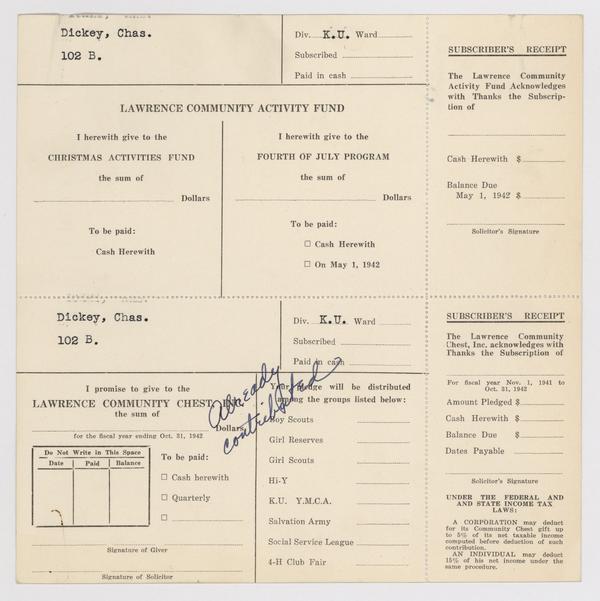 Dickey, Chas.
102 B.
Div. K.U. Ward
Subscribed
Paid in cash
LAWRENCE COMMUNITY ACTIVITY FUND
I herewith give to the
CHRISTMAS ACTIVITIES FUND
the sum of
Dollars
To be paid:
Cash Herewith
I herewith give to the
FOURTH OF JULY PROGRAM
the sum of
Dollars
To be paid:
☐ Cash Herewith
☐ On May 1, 1942
SUBSCRIBER'S RECEIPT
The Lawrence Community
Activity Fund Acknowledges
with Thanks the Subscrip-
tion of
Cash Herewith $
Balance Due
May 1, 1942 $
Solicitor's Signature
Dickey, Chas.
102 B.
Div. K.U. Ward
Subscribed
Paid in cash
I promise to give to the
LAWRENCE COMMUNITY CHEST,
the sum of
Dollars
for the fiscal year ending Oct. 31, 1942
Do Not Write in This Space
Date Paid Balance
To be paid:
☐ Cash herewith
☐ Quarterly
☐
Signature of Giver
Signature of Solicitor
Already
contributed
Your pledge will be distributed
among the groups listed below:
Boy Scouts
Girl Reserves
Girl Scouts
Hi-Y
K.U. Y.M.C.A.
Salvation Army
Social Service League
4-H Club Fair
SUBSCRIBER'S RECEIPT
The Lawrence Community
Chest, Inc. acknowledges with
Thanks the Subscription of
For fiscal year Nov. 1, 1941 to
Oct. 31, 1942
Amount Pledged $
Cash Herewith $
Balance Due $
Dates Payable
Solicitor's Signature
UNDER THE FEDERAL AND
AND STATE INCOME TAX
LAWS:
A CORPORATION may deduct
for its Community Chest gift up
to 5% of its net taxable income
computed before deduction of such
contribution.
AN INDIVIDUAL may deduct
15% of his net income under the
same procedure.